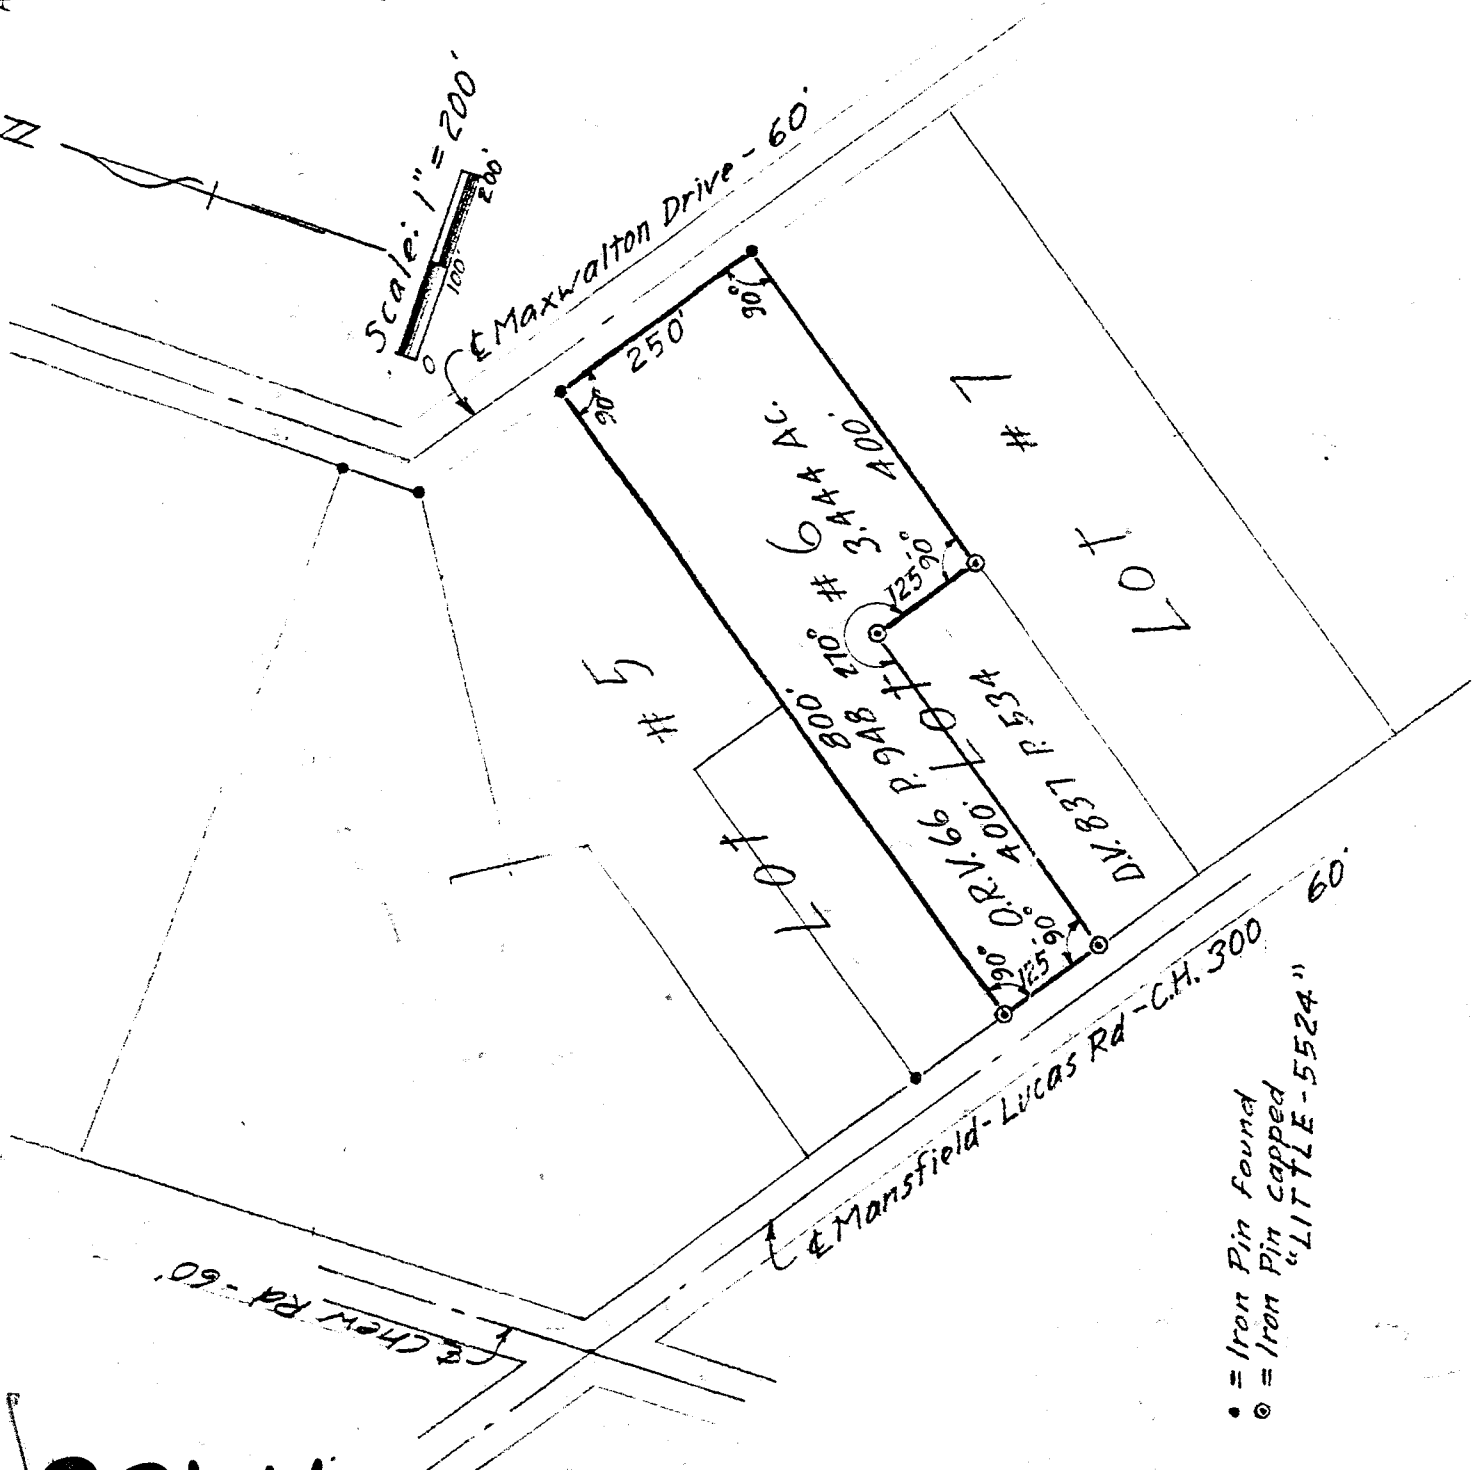 N
Scale: 1" = 200'
0
100'
200'
℄ Maxwalton Drive - 60'
250'
90°
90°
# 6
3.444 Ac.
400'
125'
90°
270°
Lot
800'
O.R.V. 66 P. 948
400'
90°
125'
90°
D.V. 837 P. 534
Lot # 5
Lot # 7
℄ Mansfield - Lucas Rd - C.H. 300 60'
℄ Chew Rd - 60'
• = Iron Pin Found
⊙ = Iron Pin Capped
"LITTLE - 5524"